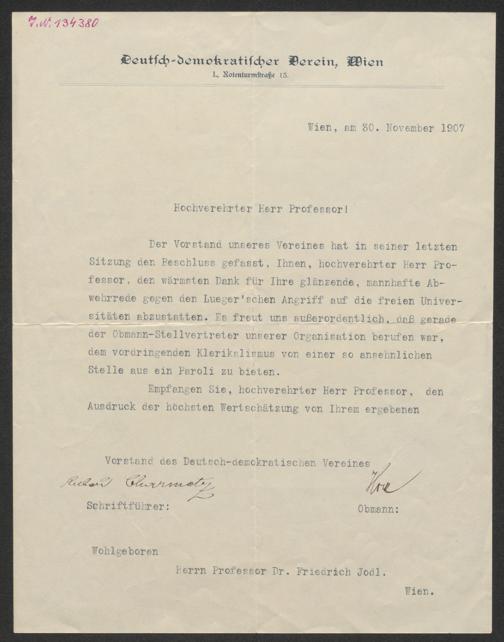 J.N. 134380
Deutsch-demokratischer Verein, Wien
I., Rotenturmstraße 15.
Wien, am 30. November 1907
Hochverehrter Herr Professor!
Der Vorstand unseres Vereines hat in seiner letzten
Sitzung den Beschluss gefasst, Ihnen, hochverehrter Herr Pro-
fessor, den wärmsten Dank für Ihre glänzende, mannhafte Ab-
wehrrede gegen den Lueger'schen Angriff auf die freien Univer-
sitäten abzustatten. Es freut uns außerordentlich, daß gerade
der Obmann-Stellvertreter unserer Organisation berufen war,
dem vordringenden Klerikalismus von einer so ansehnlichen
Stelle aus ein Paroli zu bieten.
Empfangen Sie, hochverehrter Herr Professor, den
Ausdruck der höchsten Wertschätzung von Ihrem ergebenen
Vorstand des Deutsch-demokratischen Vereines
Schriftführer:
Obmann:
Wohlgeboren
Herrn Professor Dr. Friedrich Jodl.
Wien.